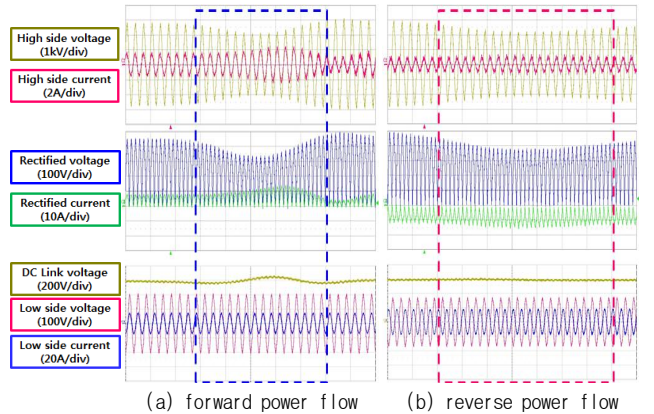 High side voltage
(1kV/div)
High side current
(2A/div)
Rectified voltage
(100V/div)
Rectified current
(10A/div)
DC Link voltage
(200V/div)
Low side voltage
(100V/div)
Low side current
(20A/div)
(a) forward power flow
(b) reverse power flow